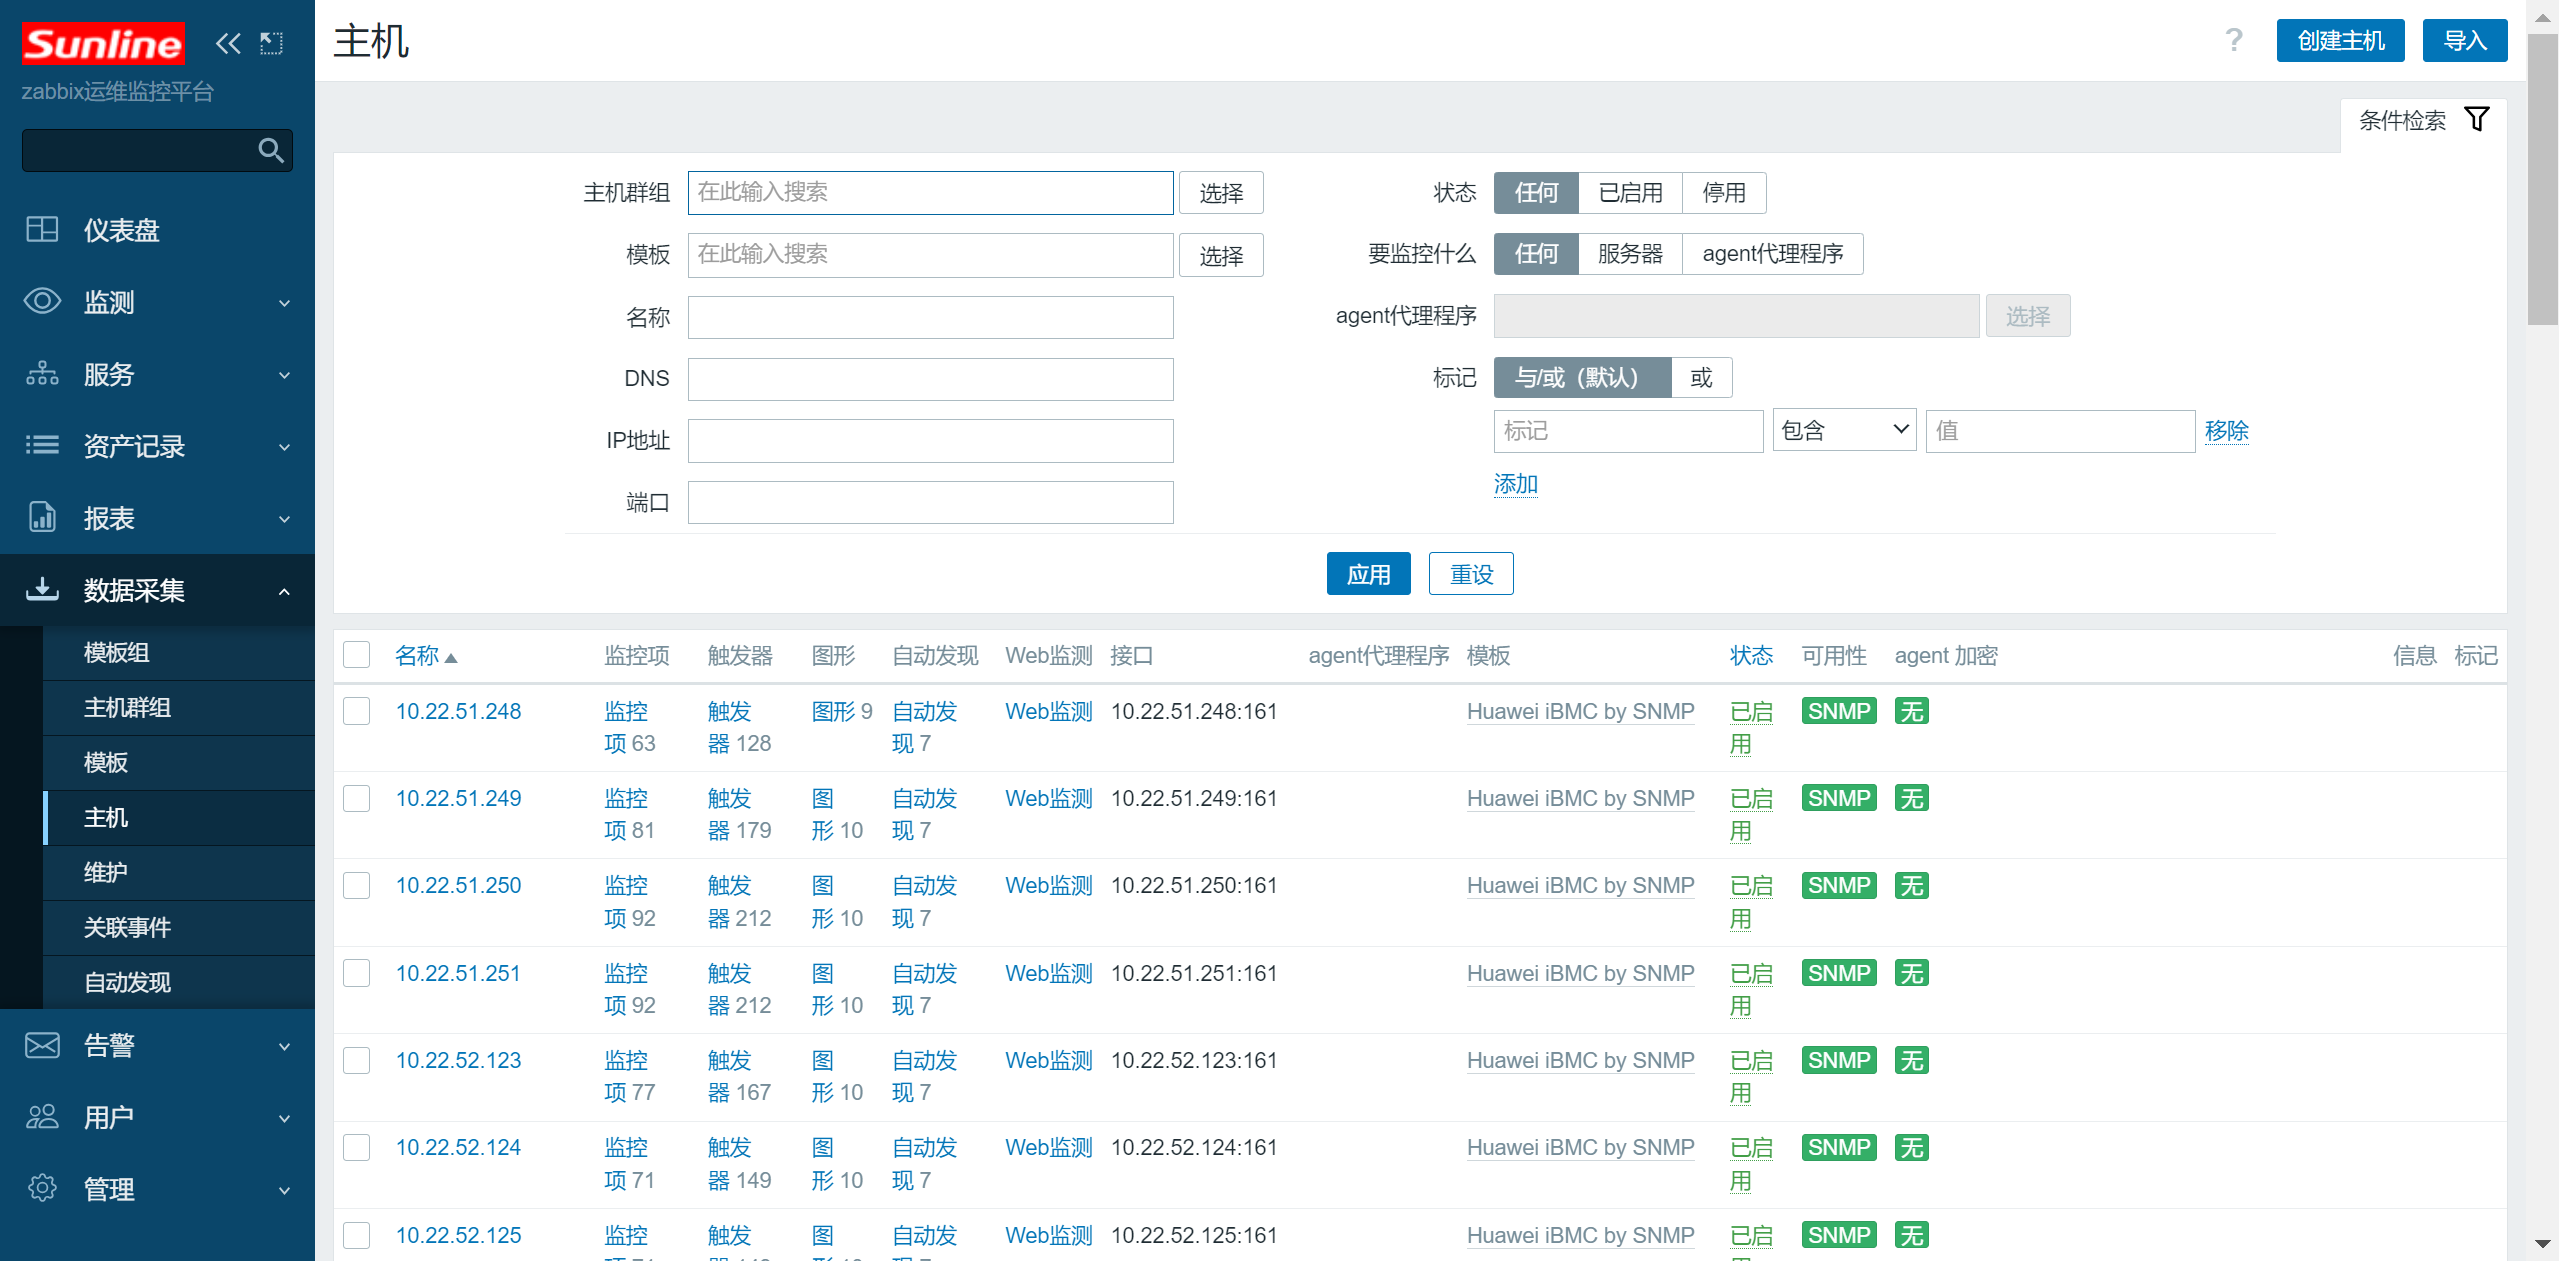 Sunline
zabbix运维监控平台
仪表盘
监测
服务
资产记录
报表
数据采集
模板组
主机群组
模板
主机
维护
关联事件
自动发现
告警
用户
管理
主机
? 创建主机 导入
条件检索
主机群组 在此输入搜索 选择
模板 在此输入搜索 选择
名称
DNS
IP地址
端口
状态 任何 已启用 停用
要监控什么 任何 服务器 agent代理程序
agent代理程序 选择
标记 与/或（默认） 或
标记 包含 值 移除
添加
应用 重设
名称 监控项 触发器 图形 自动发现 Web监测 接口 agent代理程序 模板 状态 可用性 agent 加密 信息 标记
10.22.51.248 监控 触发 图形 9 自动发 Web监测 10.22.51.248:161 Huawei iBMC by SNMP 已启 SNMP 无
项 63 器 128 现 7 用
10.22.51.249 监控 触发 图 自动发 Web监测 10.22.51.249:161 Huawei iBMC by SNMP 已启 SNMP 无
项 81 器 179 形 10 现 7 用
10.22.51.250 监控 触发 图 自动发 Web监测 10.22.51.250:161 Huawei iBMC by SNMP 已启 SNMP 无
项 92 器 212 形 10 现 7 用
10.22.51.251 监控 触发 图 自动发 Web监测 10.22.51.251:161 Huawei iBMC by SNMP 已启 SNMP 无
项 92 器 212 形 10 现 7 用
10.22.52.123 监控 触发 图 自动发 Web监测 10.22.52.123:161 Huawei iBMC by SNMP 已启 SNMP 无
项 77 器 167 形 10 现 7 用
10.22.52.124 监控 触发 图 自动发 Web监测 10.22.52.124:161 Huawei iBMC by SNMP 已启 SNMP 无
项 71 器 149 形 10 现 7 用
10.22.52.125 监控 触发 图 自动发 Web监测 10.22.52.125:161 Huawei iBMC by SNMP 已启 SNMP 无